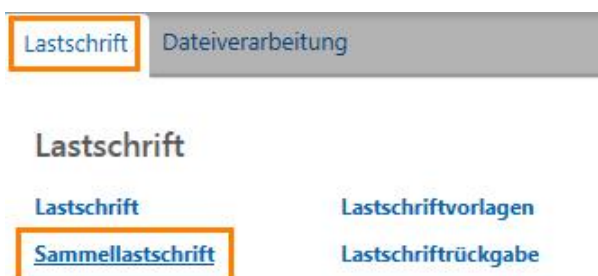 Lastschrift Dateiverarbeitung
Lastschrift
Lastschrift Lastschriftvorlagen
Sammellastschrift Lastschriftrückgabe